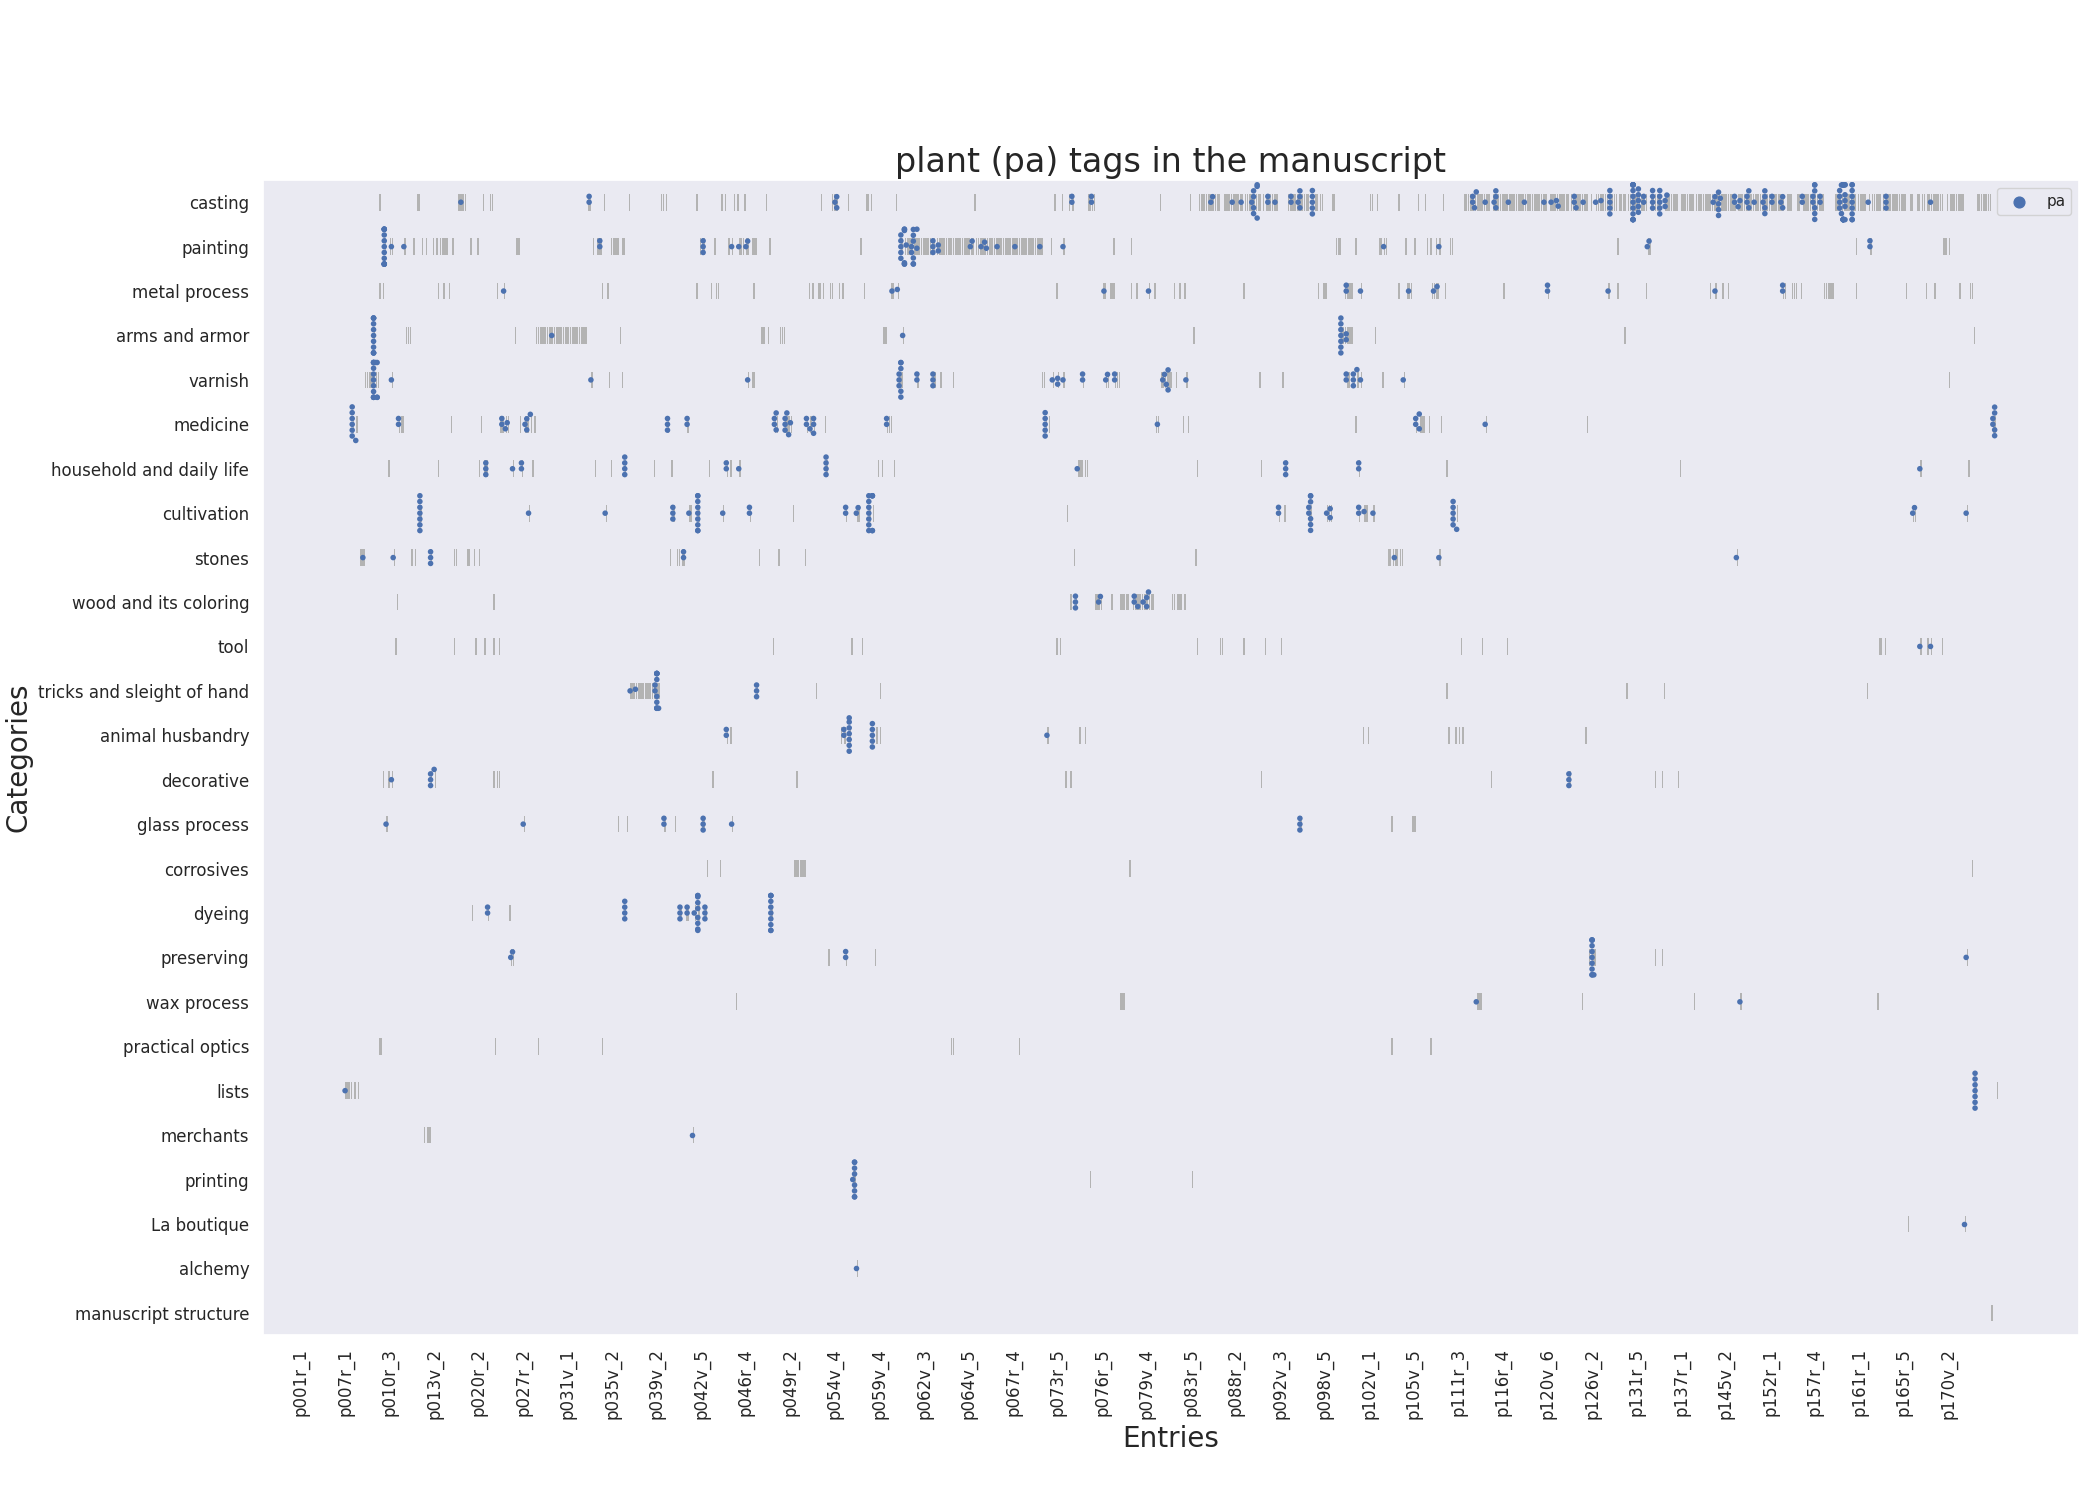 plant (pa) tags in the manuscript
pa
Categories
casting
painting
metal process
arms and armor
varnish
medicine
household and daily life
cultivation
stones
wood and its coloring
tool
tricks and sleight of hand
animal husbandry
decorative
glass process
corrosives
dyeing
preserving
wax process
practical optics
lists
merchants
printing
La boutique
alchemy
manuscript structure
p001r_1
p007r_1
p010r_3
p013v_2
p020r_2
p027r_2
p031v_1
p035v_2
p039v_2
p042v_5
p046r_4
p049r_2
p054v_4
p059v_4
p062v_3
p064v_5
p067r_4
p073r_5
p076r_5
p079v_4
p083r_5
p088r_2
p092v_3
p098v_5
p102v_1
p105v_5
p111r_3
p116r_4
p120v_6
p126v_2
p131r_5
p137r_1
p145v_2
p152r_1
p157r_4
p161r_1
p165r_5
p170v_2
Entries